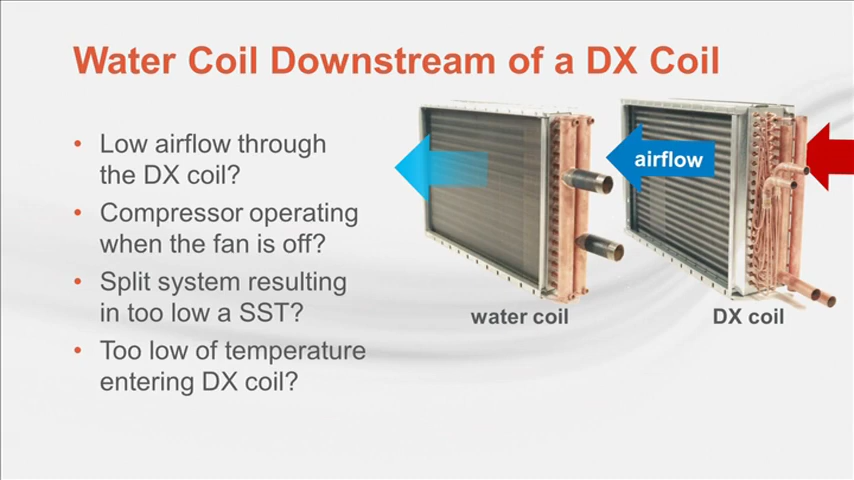 Water Coil Downstream of a DX Coil
• Low airflow through
the DX coil?
• Compressor operating
when the fan is off?
• Split system resulting
in too low a SST?
• Too low of temperature
entering DX coil?
airflow
water coil
DX coil